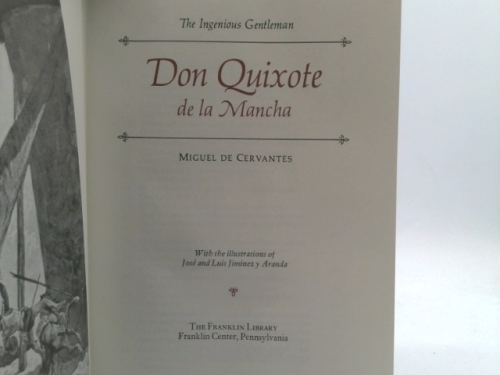 The Ingenious Gentleman
Don Quixote
de la Mancha
MIGUEL DE CERVANTES
With the illustrations of
José and Luis Jiménez y Aranda
THE FRANKLIN LIBRARY
Franklin Center, Pennsylvania